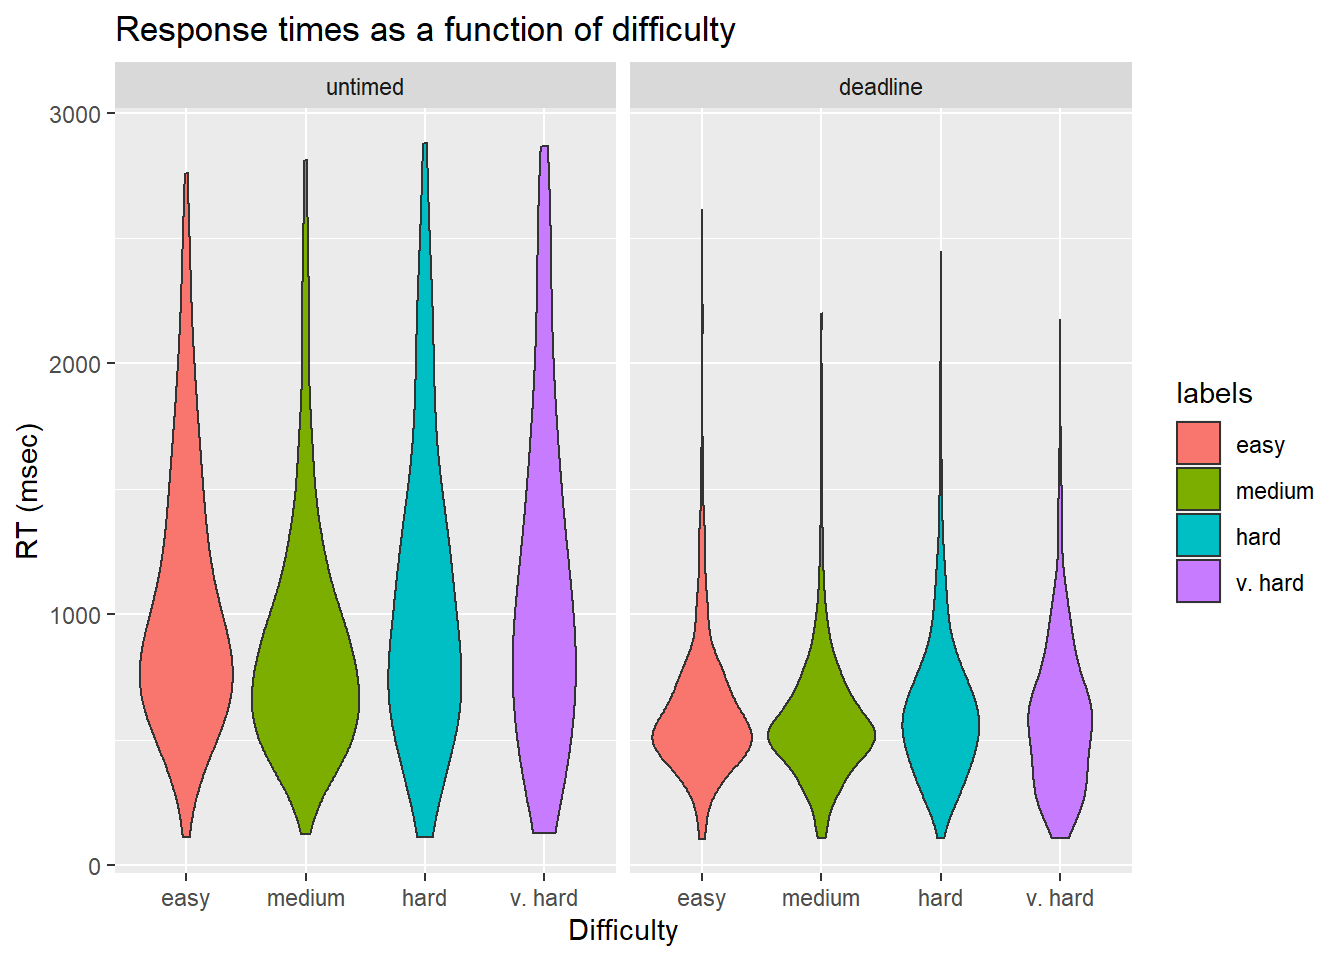 Response times as a function of difficulty
untimed
deadline
3000
2000
1000
0
RT (msec)
easy
medium
hard
v. hard
easy
medium
hard
v. hard
Difficulty
labels
easy
medium
hard
v. hard